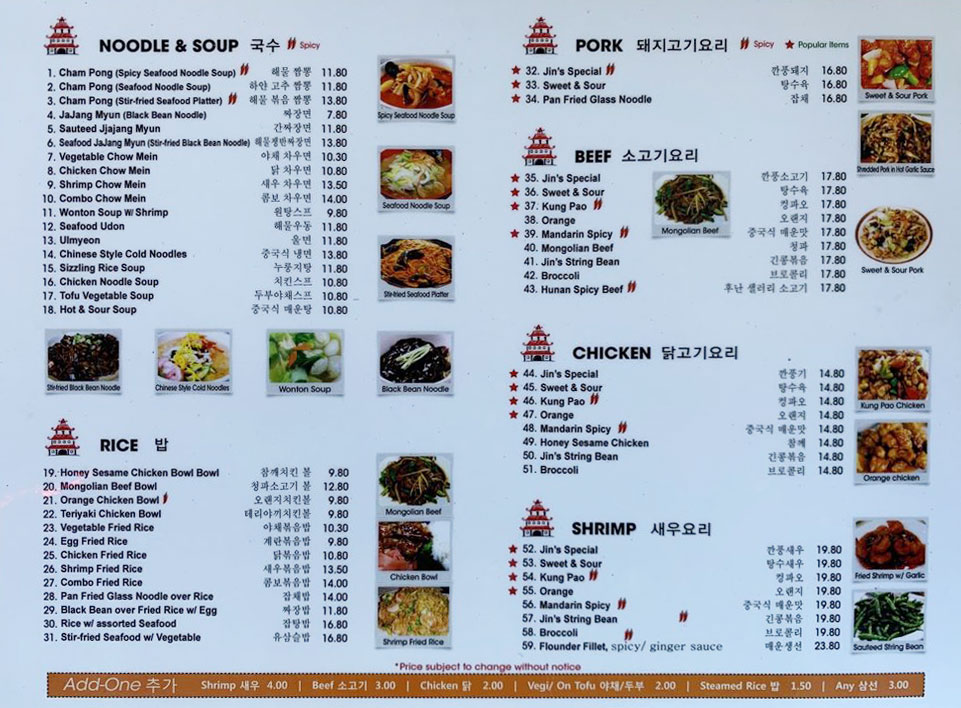 NOODLE & SOUP 국수 Spicy
1. Cham Pong (Spicy Seafood Noodle Soup) 해물 짬뽕 11.80
2. Cham Pong (Seafood Noodle Soup) 하얀 고추 짬뽕 11.80
3. Cham Pong (Stir-fried Seafood Platter) 해물 볶음 짬뽕 13.80
4. JaJang Myun (Black Bean Noodle) 짜장면 7.80
5. Sauteed Jjajang Myun 간짜장면 11.80
6. Seafood JaJang Myun (Stir-fried Black Bean Noodle) 해물쟁반짜장면 13.80
7. Vegetable Chow Mein 야채 차우면 10.30
8. Chicken Chow Mein 닭 차우면 10.80
9. Shrimp Chow Mein 새우 차우면 13.50
10. Combo Chow Mein 콤보 차우면 14.00
11. Wonton Soup W/ Shrimp 원탕스프 9.80
12. Seafood Udon 해물우동 11.80
13. Ulmyeon 울면 11.80
14. Chinese Style Cold Noodles 중국식 냉면 13.80
15. Sizzling Rice Soup 누룽지탕 11.80
16. Chicken Noodle Soup 치킨스프 10.80
17. Tofu Vegetable Soup 두부야채스프 10.80
18. Hot & Sour Soup 중국식 매운탕 10.80
Spicy Seafood Noodle Soup
Seafood Noodle Soup
Stir-fried Seafood Platter
Stir-fried Black Bean Noodle
Chinese Style Cold Noodles
Wonton Soup
Black Bean Noodle
RICE 밥
19. Honey Sesame Chicken Bowl Bowl 참깨치킨 볼 9.80
20. Mongolian Beef Bowl 청파소고기 볼 12.80
21. Orange Chicken Bowl 오랜지치킨볼 9.80
22. Teriyaki Chicken Bowl 데리야끼치킨볼 9.80
23. Vegetable Fried Rice 야채볶음밥 10.30
24. Egg Fried Rice 계란볶음밥 9.80
25. Chicken Fried Rice 닭볶음밥 10.80
26. Shrimp Fried Rice 새우볶음밥 13.50
27. Combo Fried Rice 콤보볶음밥 14.00
28. Pan Fried Glass Noodle over Rice 잡채밥 14.00
29. Black Bean over Fried Rice w/ Egg 짜장밥 11.80
30. Rice w/ assorted Seafood 잡탕밥 16.80
31. Stir-fried Seafood w/ Vegetable 유삼슬밥 16.80
Mongolian Beef
Chicken Bowl
Shrimp Fried Rice
PORK 돼지고기요리 Spicy ★ Popular Items
★ 32. Jin's Special 깐풍돼지 16.80
★ 33. Sweet & Sour 탕수육 16.80
★ 34. Pan Fried Glass Noodle 잡채 16.80
Sweet & Sour Pork
Shredded Pork in Hot Garlic Sauce
BEEF 소고기요리
★ 35. Jin's Special 깐풍소고기 17.80
★ 36. Sweet & Sour 탕수육 17.80
★ 37. Kung Pao 컹파오 17.80
38. Orange 오랜지 17.80
★ 39. Mandarin Spicy 중국식 매운맛 17.80
40. Mongolian Beef 청파 17.80
41. Jin's String Bean 긴콩볶음 17.80
42. Broccoli 브로콜리 17.80
43. Hunan Spicy Beef 후난 샐러리 소고기 17.80
Mongolian Beef
Sweet & Sour Pork
CHICKEN 닭고기요리
★ 44. Jin's Special 깐풍기 14.80
★ 45. Sweet & Sour 탕수육 14.80
★ 46. Kung Pao 컹파오 14.80
★ 47. Orange 오랜지 14.80
48. Mandarin Spicy 중국식 매운맛 14.80
49. Honey Sesame Chicken 참깨 14.80
50. Jin's String Bean 긴콩볶음 14.80
51. Broccoli 브로콜리 14.80
Kung Pao Chicken
Orange chicken
SHRIMP 새우요리
★ 52. Jin's Special 깐풍새우 19.80
★ 53. Sweet & Sour 탕수새우 19.80
★ 54. Kung Pao 컹파오 19.80
★ 55. Orange 오랜지 19.80
56. Mandarin Spicy 중국식 매운맛 19.80
57. Jin's String Bean 긴콩볶음 19.80
58. Broccoli 브로콜리 19.80
59. Flounder Fillet, spicy/ ginger sauce 매운생선 23.80
Fried Shrimp w/ Garlic
Sauteed String Bean
*Price subject to change without notice
Add-One 추가 Shrimp 새우 4.00 | Beef 소고기 3.00 | Chicken 닭 2.00 | Vegi/ On Tofu 야채/두부 2.00 | Steamed Rice 밥 1.50 | Any 삼선 3.00